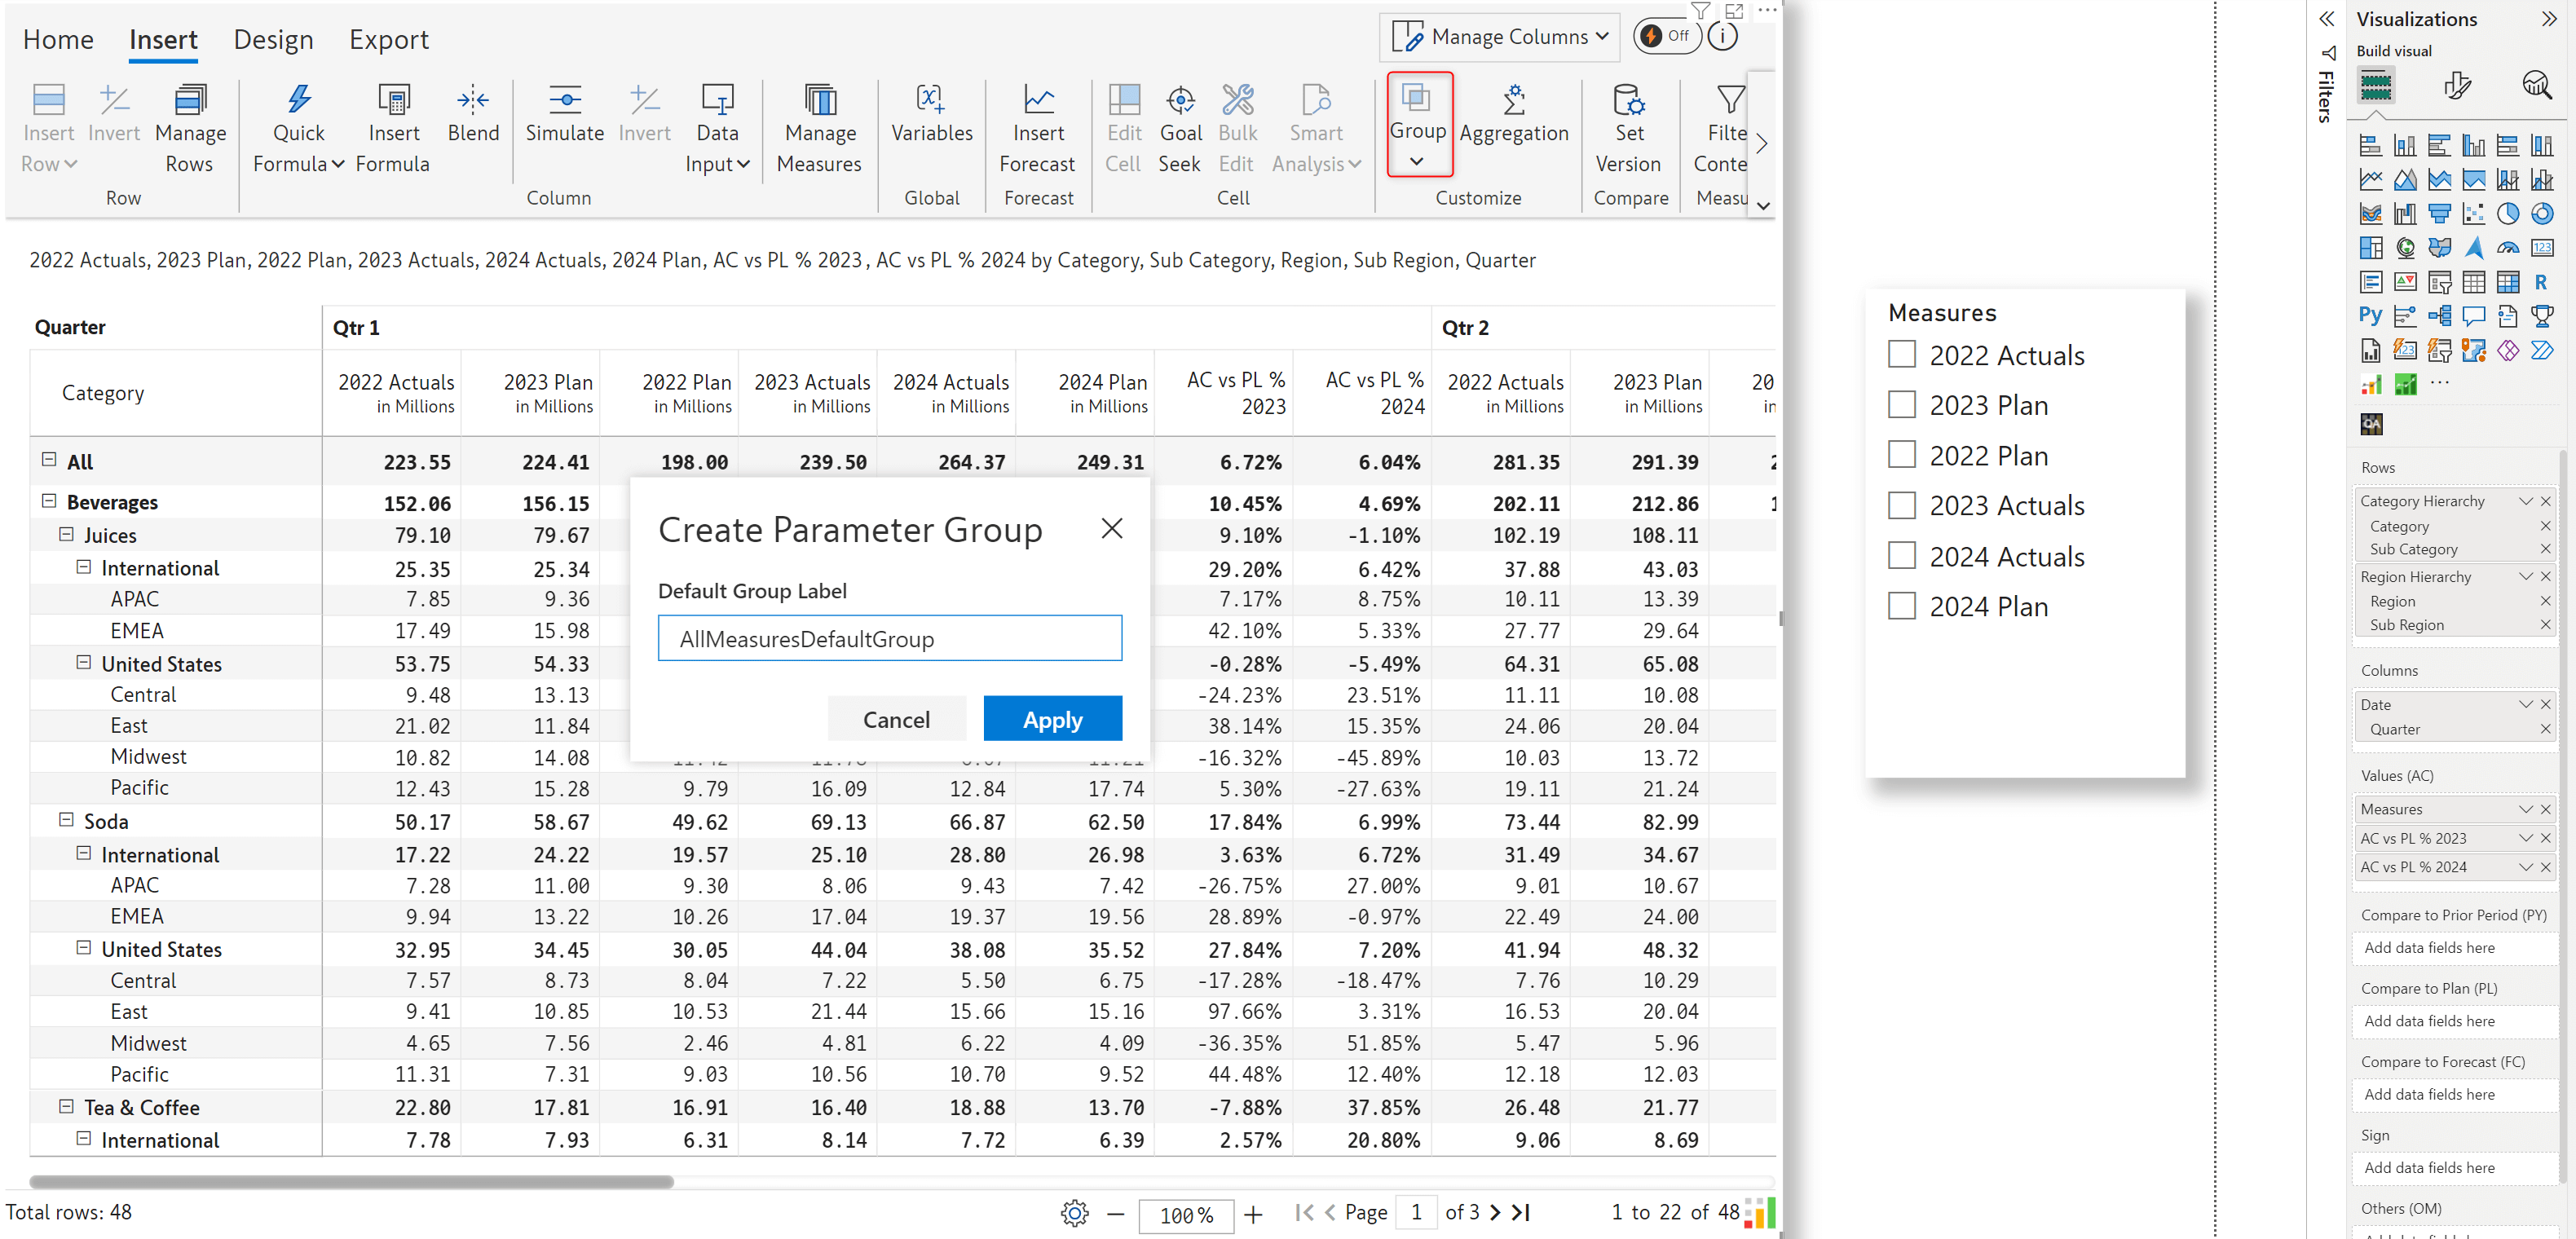 Home Insert Design Export
Manage Columns
Off
Insert Row
Invert
Manage Rows
Quick Formula
Insert Formula
Blend
Simulate
Invert
Data Input
Manage Measures
Variables
Insert Forecast
Edit Cell
Goal Seek
Bulk Edit
Smart Analysis
Group
Aggregation
Set Version
Filte
Conte
Row Column Global Forecast Cell Customize Compare Measu
2022 Actuals, 2023 Plan, 2022 Plan, 2023 Actuals, 2024 Actuals, 2024 Plan, AC vs PL % 2023, AC vs PL % 2024 by Category, Sub Category, Region, Sub Region, Quarter
Quarter Qtr 1 Qtr 2
Category
2022 Actuals in Millions
2023 Plan in Millions
2022 Plan in Millions
2023 Actuals in Millions
2024 Actuals in Millions
2024 Plan in Millions
AC vs PL % 2023
AC vs PL % 2024
2022 Actuals in Millions
2023 Plan in Millions
20
in
All 223.55 224.41 198.00 239.50 264.37 249.31 6.72% 6.04% 281.35 291.39
Beverages 152.06 156.15 10.45% 4.69% 202.11 212.86
Juices 79.10 79.67 9.10% -1.10% 102.19 108.11
International 25.35 25.34 29.20% 6.42% 37.88 43.03
APAC 7.85 9.36 7.17% 8.75% 10.11 13.39
EMEA 17.49 15.98 42.10% 5.33% 27.77 29.64
United States 53.75 54.33 -0.28% -5.49% 64.31 65.08
Central 9.48 13.13 -24.23% 23.51% 11.11 10.08
East 21.02 11.84 38.14% 15.35% 24.06 20.04
Midwest 10.82 14.08 -16.32% -45.89% 10.03 13.72
Pacific 12.43 15.28 9.79 16.09 12.84 17.74 5.30% -27.63% 19.11 21.24
Soda 50.17 58.67 49.62 69.13 66.87 62.50 17.84% 6.99% 73.44 82.99
International 17.22 24.22 19.57 25.10 28.80 26.98 3.63% 6.72% 31.49 34.67
APAC 7.28 11.00 9.30 8.06 9.43 7.42 -26.75% 27.00% 9.01 10.67
EMEA 9.94 13.22 10.26 17.04 19.37 19.56 28.89% -0.97% 22.49 24.00
United States 32.95 34.45 30.05 44.04 38.08 35.52 27.84% 7.20% 41.94 48.32
Central 7.57 8.73 8.04 7.22 5.50 6.75 -17.28% -18.47% 7.76 10.29
East 9.41 10.85 10.53 21.44 15.66 15.16 97.66% 3.31% 16.53 20.04
Midwest 4.65 7.56 2.46 4.81 6.22 4.09 -36.35% 51.85% 5.47 5.96
Pacific 11.31 7.31 9.03 10.56 10.70 9.52 44.48% 12.40% 12.18 12.03
Tea & Coffee 22.80 17.81 16.91 16.40 18.88 13.70 -7.88% 37.85% 26.48 21.77
International 7.78 7.93 6.31 8.14 7.72 6.39 2.57% 20.80% 9.06 8.69
Create Parameter Group
Default Group Label
AllMeasuresDefaultGroup
Cancel Apply
Total rows: 48
100%
Page 1 of 3
1 to 22 of 48
Measures
2022 Actuals
2023 Plan
2022 Plan
2023 Actuals
2024 Actuals
2024 Plan
Filters
Visualizations
Build visual
123
R
Py
123
Rows
Category Hierarchy
Category
Sub Category
Region Hierarchy
Region
Sub Region
Columns
Date
Quarter
Values (AC)
Measures
AC vs PL % 2023
AC vs PL % 2024
Compare to Prior Period (PY)
Add data fields here
Compare to Plan (PL)
Add data fields here
Compare to Forecast (FC)
Add data fields here
Sign
Add data fields here
Others (OM)